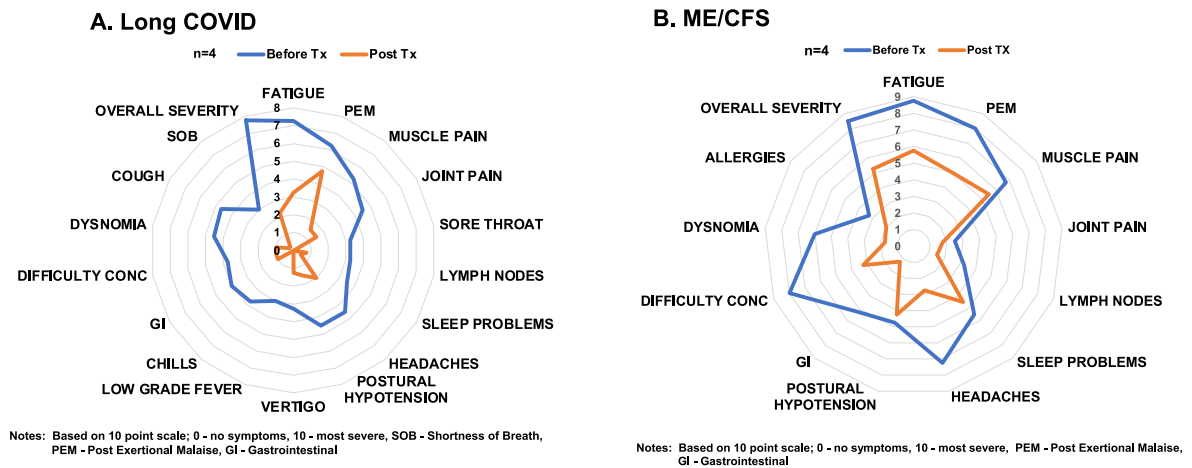 A. Long COVID
n=4 Before Tx Post Tx
FATIGUE
PEM
MUSCLE PAIN
JOINT PAIN
SORE THROAT
LYMPH NODES
SLEEP PROBLEMS
HEADACHES
POSTURAL
HYPOTENSION
VERTIGO
LOW GRADE FEVER
CHILLS
GI
DIFFICULTY CONC
DYSNOMIA
COUGH
SOB
OVERALL SEVERITY
8
7
6
5
4
3
2
1
0
Notes: Based on 10 point scale; 0 - no symptoms, 10 - most severe, SOB - Shortness of Breath,
PEM - Post Exertional Malaise, GI - Gastrointestinal
B. ME/CFS
n=4 Before Tx Post TX
FATIGUE
PEM
MUSCLE PAIN
JOINT PAIN
LYMPH NODES
SLEEP PROBLEMS
HEADACHES
POSTURAL
HYPOTENSION
GI
DIFFICULTY CONC
DYSNOMIA
ALLERGIES
OVERALL SEVERITY
9
8
7
6
5
4
3
2
1
0
Notes: Based on 10 point scale; 0 - no symptoms, 10 - most severe, PEM - Post Exertional Malaise,
GI - Gastrointestinal